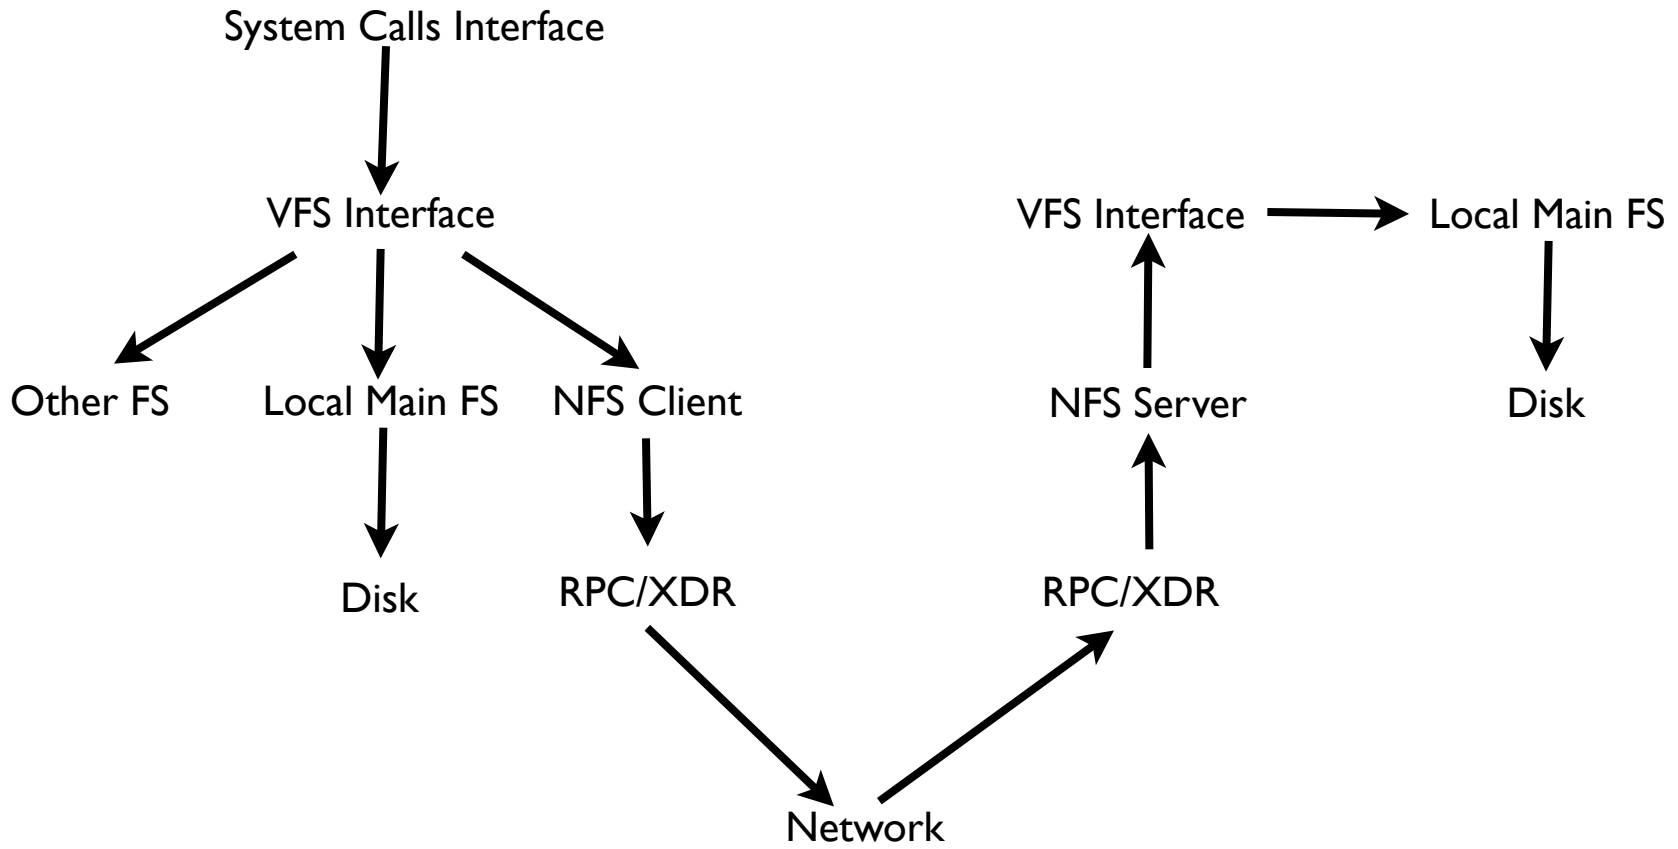 System Calls Interface
VFS Interface
VFS Interface
Local Main FS
Other FS
Local Main FS
NFS Client
NFS Server
Disk
Disk
RPC/XDR
RPC/XDR
Network